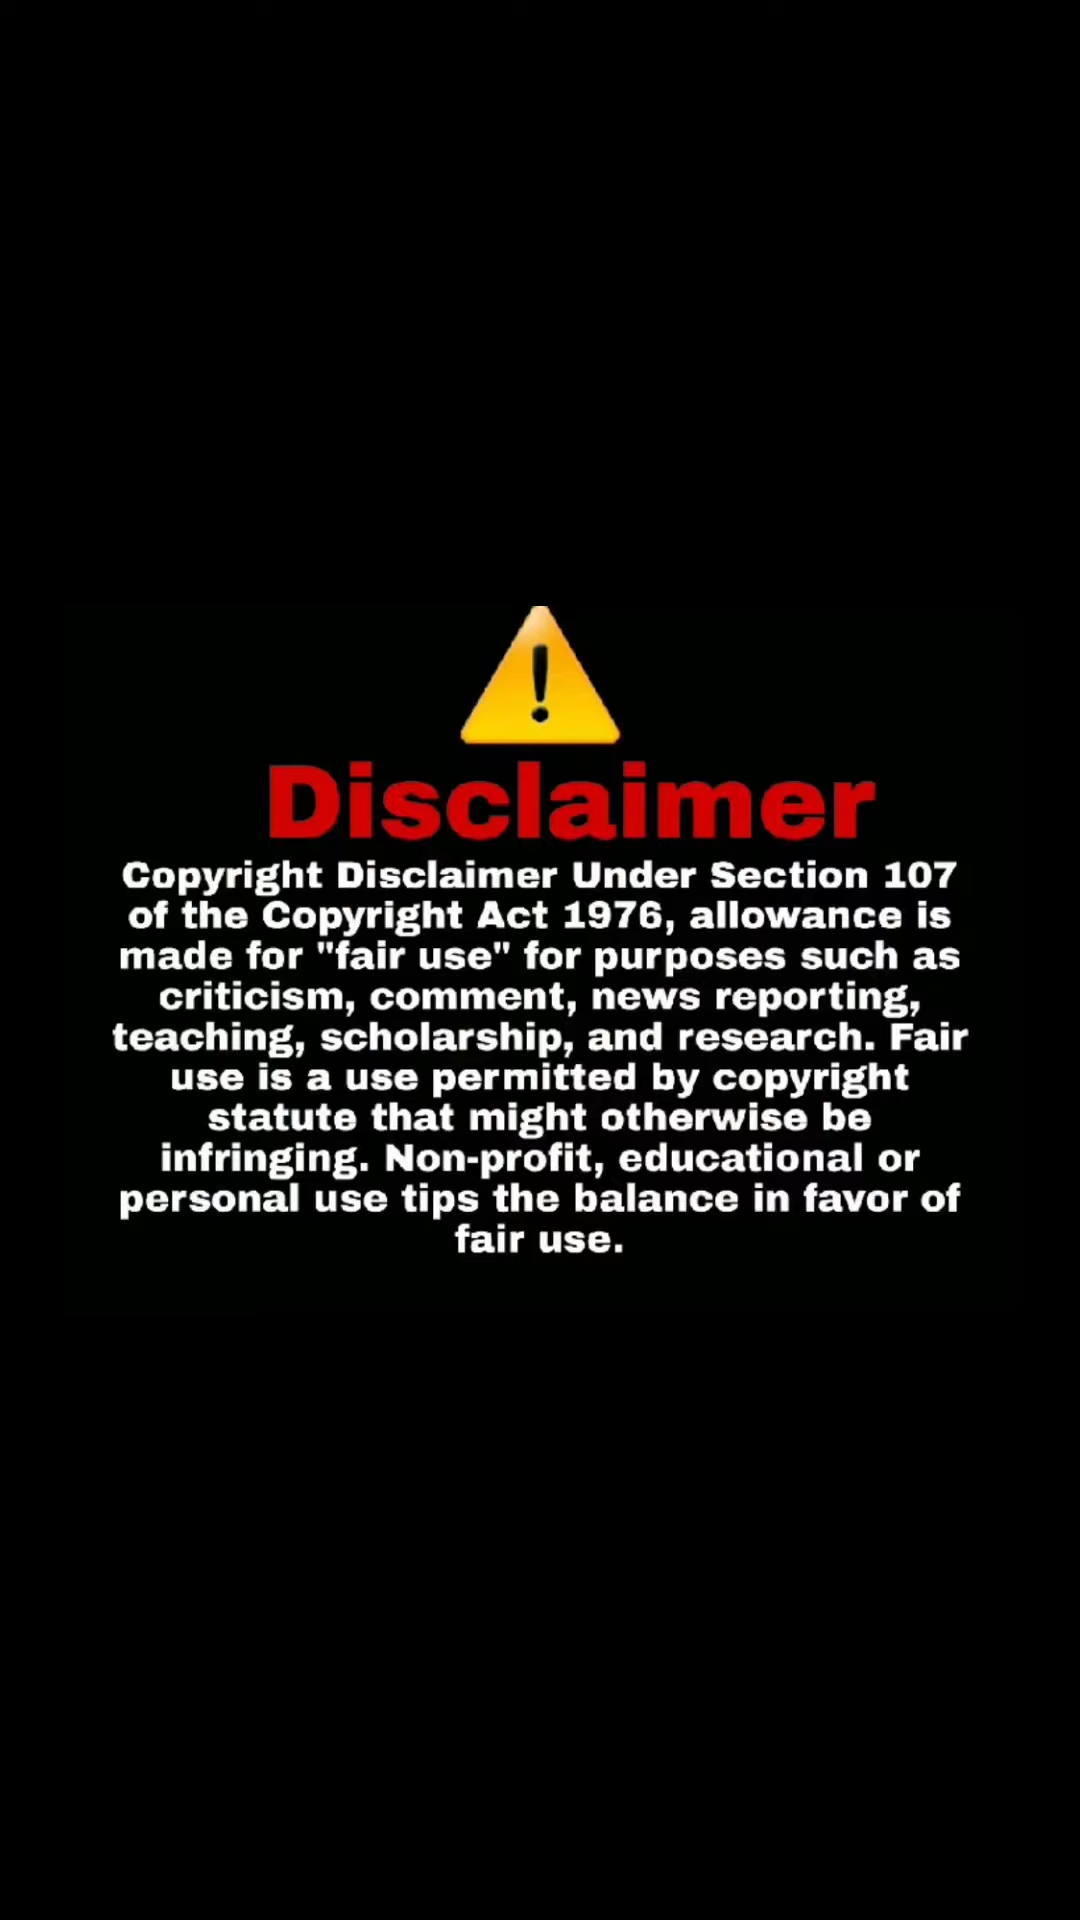 Disclaimer
Copyright Disclaimer Under Section 107
of the Copyright Act 1976, allowance is
made for "fair use" for purposes such as
criticism, comment, news reporting,
teaching, scholarship, and research. Fair
use is a use permitted by copyright
statute that might otherwise be
infringing. Non-profit, educational or
personal use tips the balance in favor of
fair use.